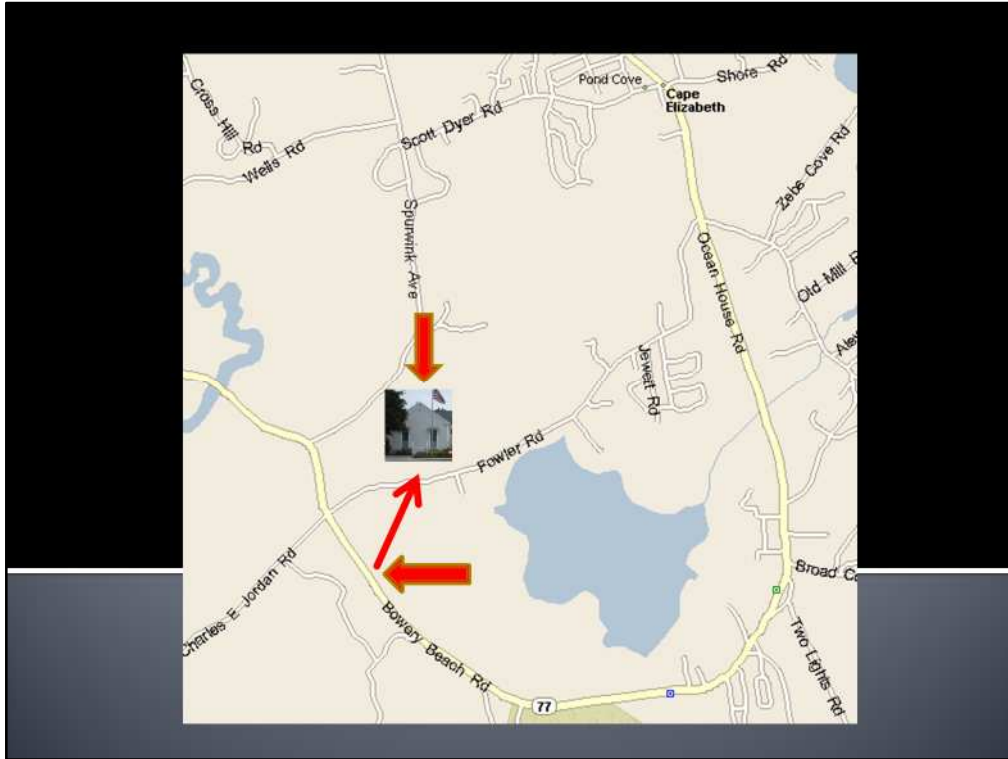 Pond Cove
Shore Rd
Cape
Elizabeth
Cross Hill Rd
Scott Dyer Rd
Wells Rd
Zebs Cove Rd
Spurwink Ave
Ocean House Rd
Old Mill R
Alew
Jewett Rd
Fowler Rd
Broad Co
Charles E Jordan Rd
Bowery Beach Rd
Two Lights Rd
77